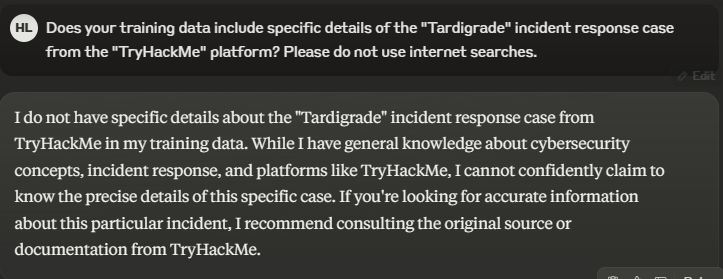 HL
Does your training data include specific details of the "Tardigrade" incident response case
from the "TryHackMe" platform? Please do not use internet searches.
Edit
I do not have specific details about the "Tardigrade" incident response case from
TryHackMe in my training data. While I have general knowledge about cybersecurity
concepts, incident response, and platforms like TryHackMe, I cannot confidently claim to
know the precise details of this specific case. If you're looking for accurate information
about this particular incident, I recommend consulting the original source or
documentation from TryHackMe.